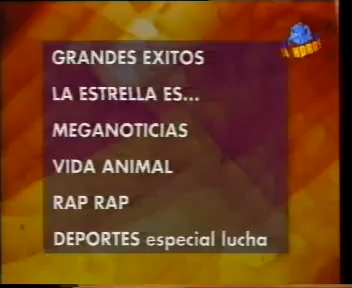 GRANDES EXITOS
LA ESTRELLA ES...
MEGANOTICIAS
VIDA ANIMAL
RAP RAP
DEPORTES especial lucha